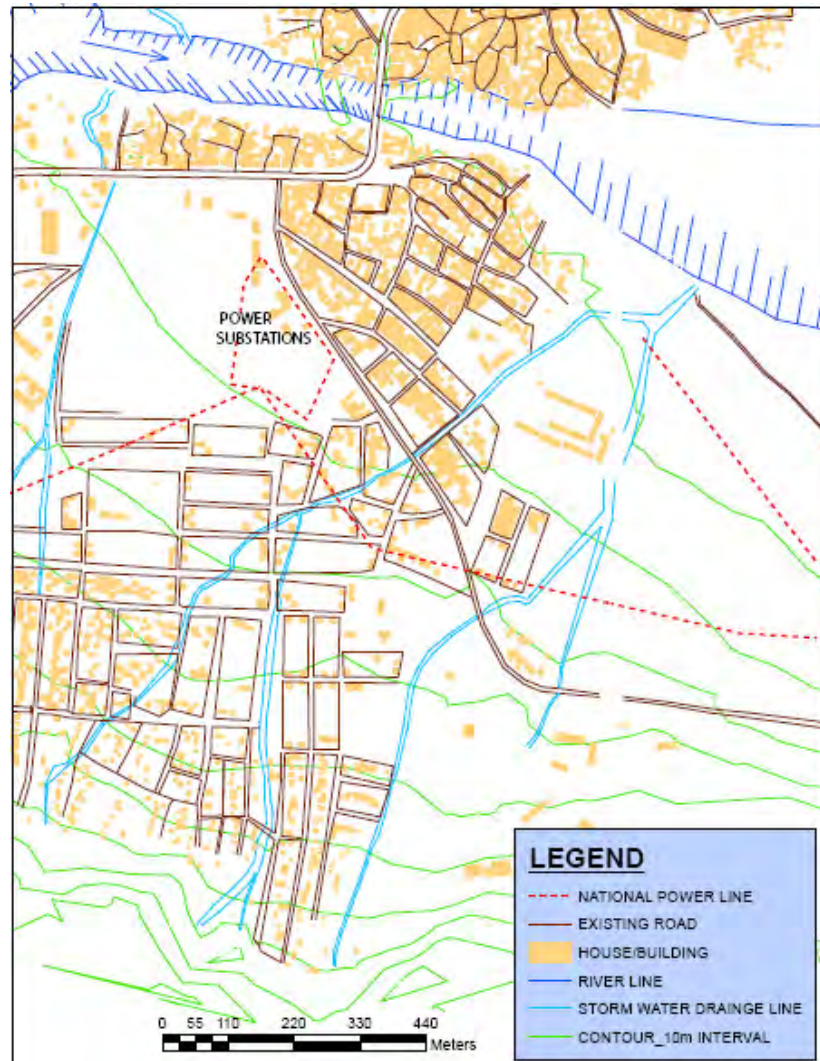 POWER
SUBSTATIONS
LEGEND
NATIONAL POWER LINE
EXISTING ROAD
HOUSE/BUILDING
RIVER LINE
STORM WATER DRAINGE LINE
CONTOUR_10m INTERVAL
0 55 110 220 330 440
Meters